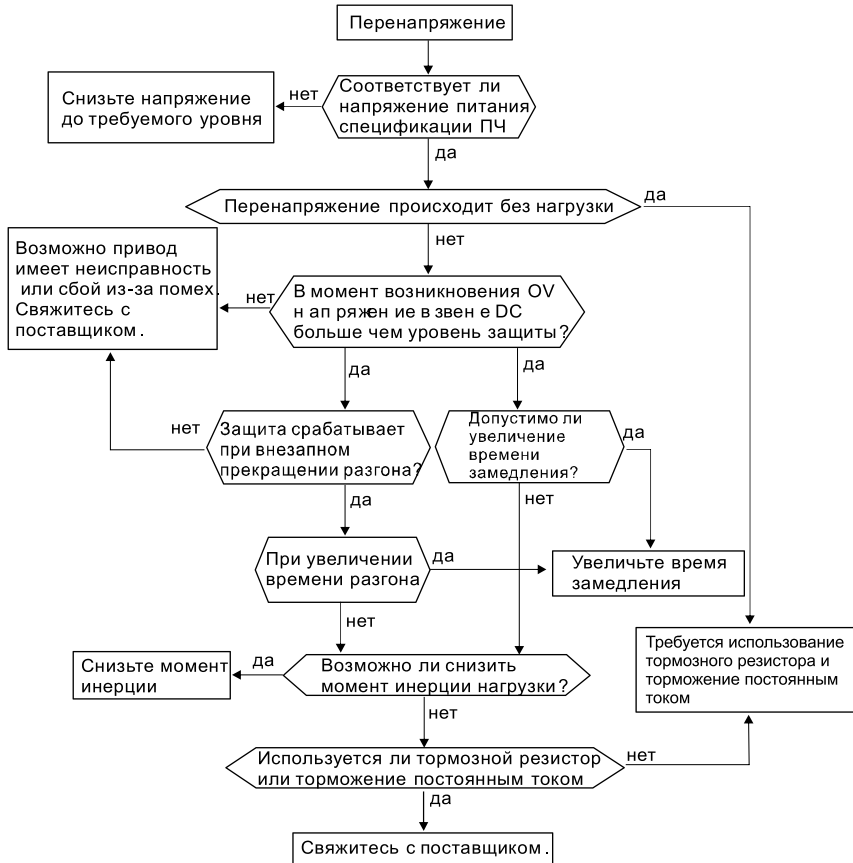 Перенапряжение
Соответствует ли
напряжение питания
спецификации ПЧ
нет
Снизьте напряжение
до требуемого уровня
да
Перенапряжение происходит без нагрузки
да
нет
Возможно привод
имеет неисправность
или сбой из-за помех.
Свяжитесь с
поставщиком.
нет
В момент возникновения OV
н ап ряжен ие в звен е DC
больше чем уровень защиты?
да
да
нет
Защита срабатывает
при внезапном
прекращении разгона?
Допустимо ли
увеличение
времени
замедления?
да
да
нет
При увеличении
времени разгона
да
Увеличьте время
замедления
нет
Требуется использование
тормозного резистора и
торможение постоянным
током
Снизьте момент
инерции
да
Возможно ли снизить
момент инерции нагрузки?
нет
Используется ли тормозной резистор
или торможение постоянным током
нет
да
Свяжитесь с поставщиком.